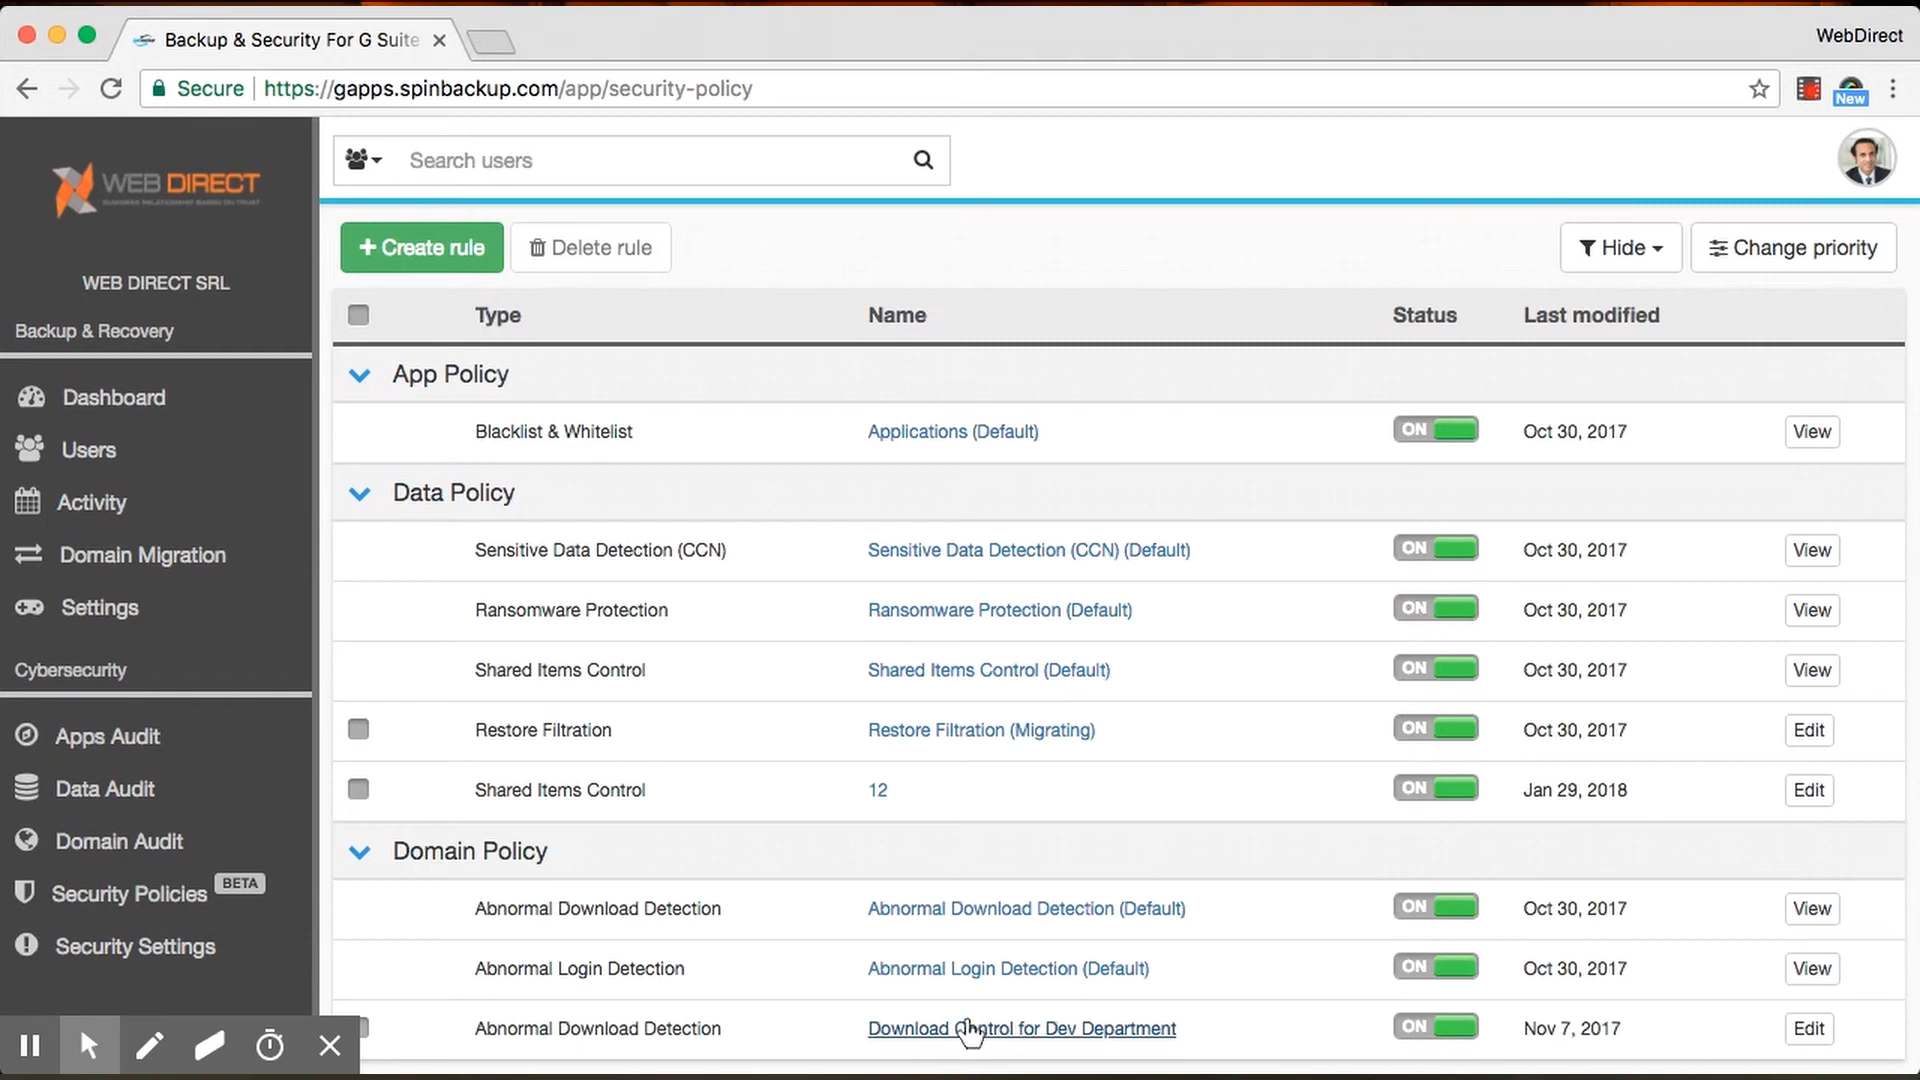 Backup & Security For G Suite
WebDirect
Secure https://gapps.spinbackup.com/app/security-policy
New
WEB DIRECT
BUSINESS RELATIONSHIP BASED ON TRUST
WEB DIRECT SRL
Backup & Recovery
Dashboard
Users
Activity
Domain Migration
Settings
Cybersecurity
Apps Audit
Data Audit
Domain Audit
Security Policies BETA
Security Settings
Search users
+ Create rule
Delete rule
Hide
Change priority
Type Name Status Last modified
App Policy
Blacklist & Whitelist Applications (Default) ON Oct 30, 2017 View
Data Policy
Sensitive Data Detection (CCN) Sensitive Data Detection (CCN) (Default) ON Oct 30, 2017 View
Ransomware Protection Ransomware Protection (Default) ON Oct 30, 2017 View
Shared Items Control Shared Items Control (Default) ON Oct 30, 2017 View
Restore Filtration Restore Filtration (Migrating) ON Oct 30, 2017 Edit
Shared Items Control 12 ON Jan 29, 2018 Edit
Domain Policy
Abnormal Download Detection Abnormal Download Detection (Default) ON Oct 30, 2017 View
Abnormal Login Detection Abnormal Login Detection (Default) ON Oct 30, 2017 View
Abnormal Download Detection Download Control for Dev Department ON Nov 7, 2017 Edit